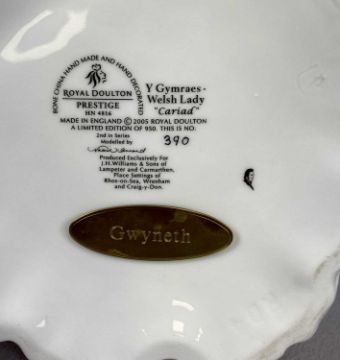 BONE CHINA HAND MADE AND HAND DECORATED
ROYAL DOULTON
PRESTIGE
HN 4816
Y Gymraes -
Welsh Lady
"Cariad"
MADE IN ENGLAND © 2005 ROYAL DOULTON
A LIMITED EDITION OF 950. THIS IS NO.
390
2nd in Series
Modelled by
Produced Exclusively For
J.H.Williams & Sons of
Lampeter and Carmarthen,
Place Settings of
Rhos-on-Sea, Wrexham
and Craig-y-Don.
Gwyneth